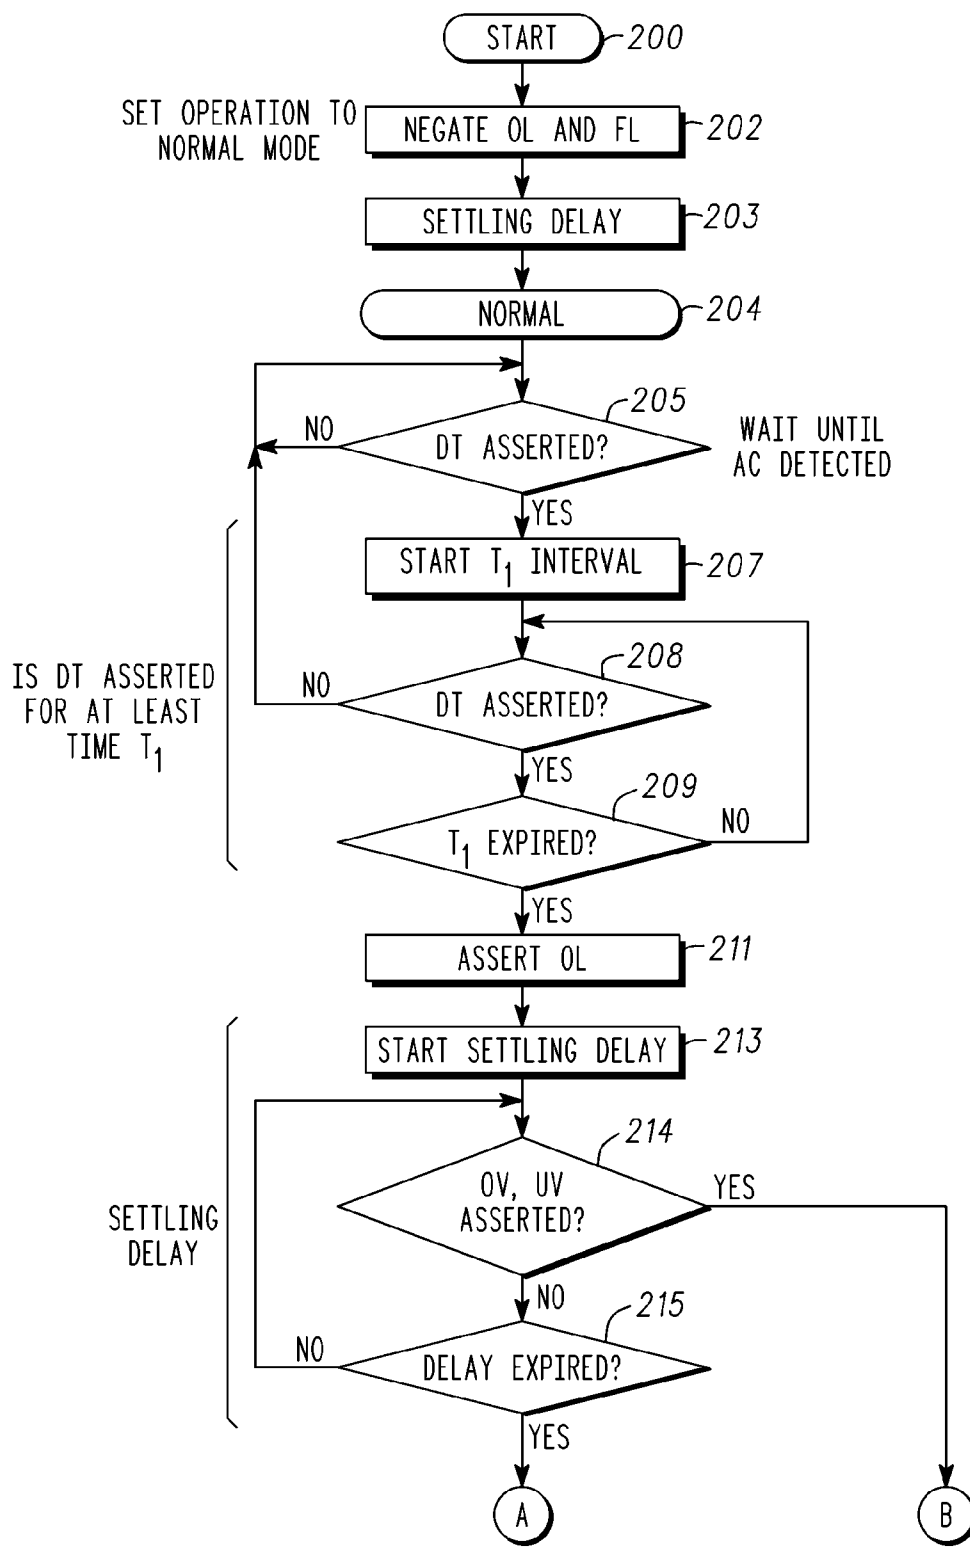 START
200
SET OPERATION TO
NORMAL MODE
NEGATE OL AND FL
202
SETTLING DELAY
203
NORMAL
204
205
NO
DT ASSERTED?
WAIT UNTIL
AC DETECTED
YES
START T1 INTERVAL
207
IS DT ASSERTED
FOR AT LEAST
TIME T1
208
NO
DT ASSERTED?
YES
209
T1 EXPIRED?
NO
YES
ASSERT OL
211
START SETTLING DELAY
213
214
OV, UV
ASSERTED?
YES
SETTLING
DELAY
NO
215
NO
DELAY EXPIRED?
YES
A
B